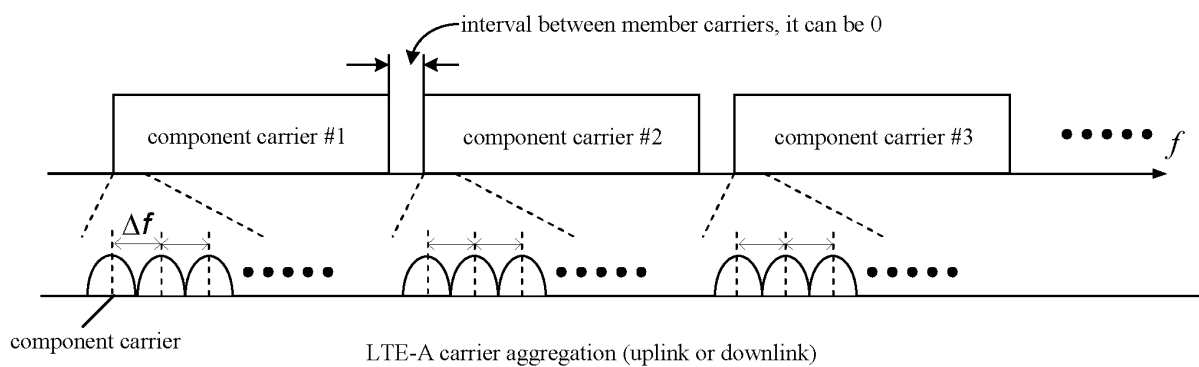 interval between member carriers, it can be 0
component carrier #1
component carrier #2
component carrier #3
f
Δf
component carrier
LTE-A carrier aggregation (uplink or downlink)